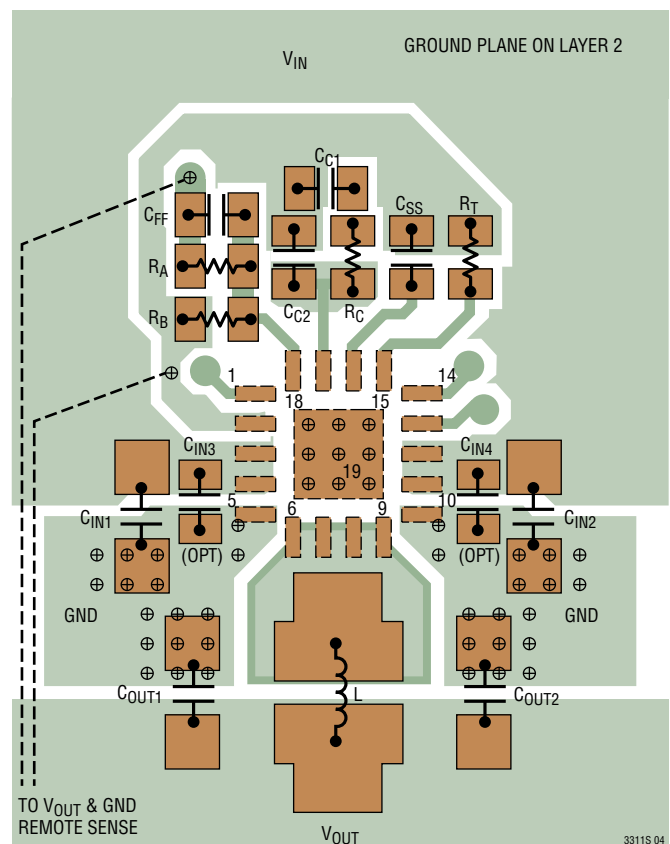 GROUND PLANE ON LAYER 2
VIN
CC1
CFF
CSS
RT
RA
RB
CC2
RC
1
14
18
15
CIN3
19
CIN4
5
6
9
10
CIN1
CIN2
(OPT)
(OPT)
GND
GND
COUT1
L
COUT2
TO VOUT & GND
REMOTE SENSE
VOUT
3311S 04